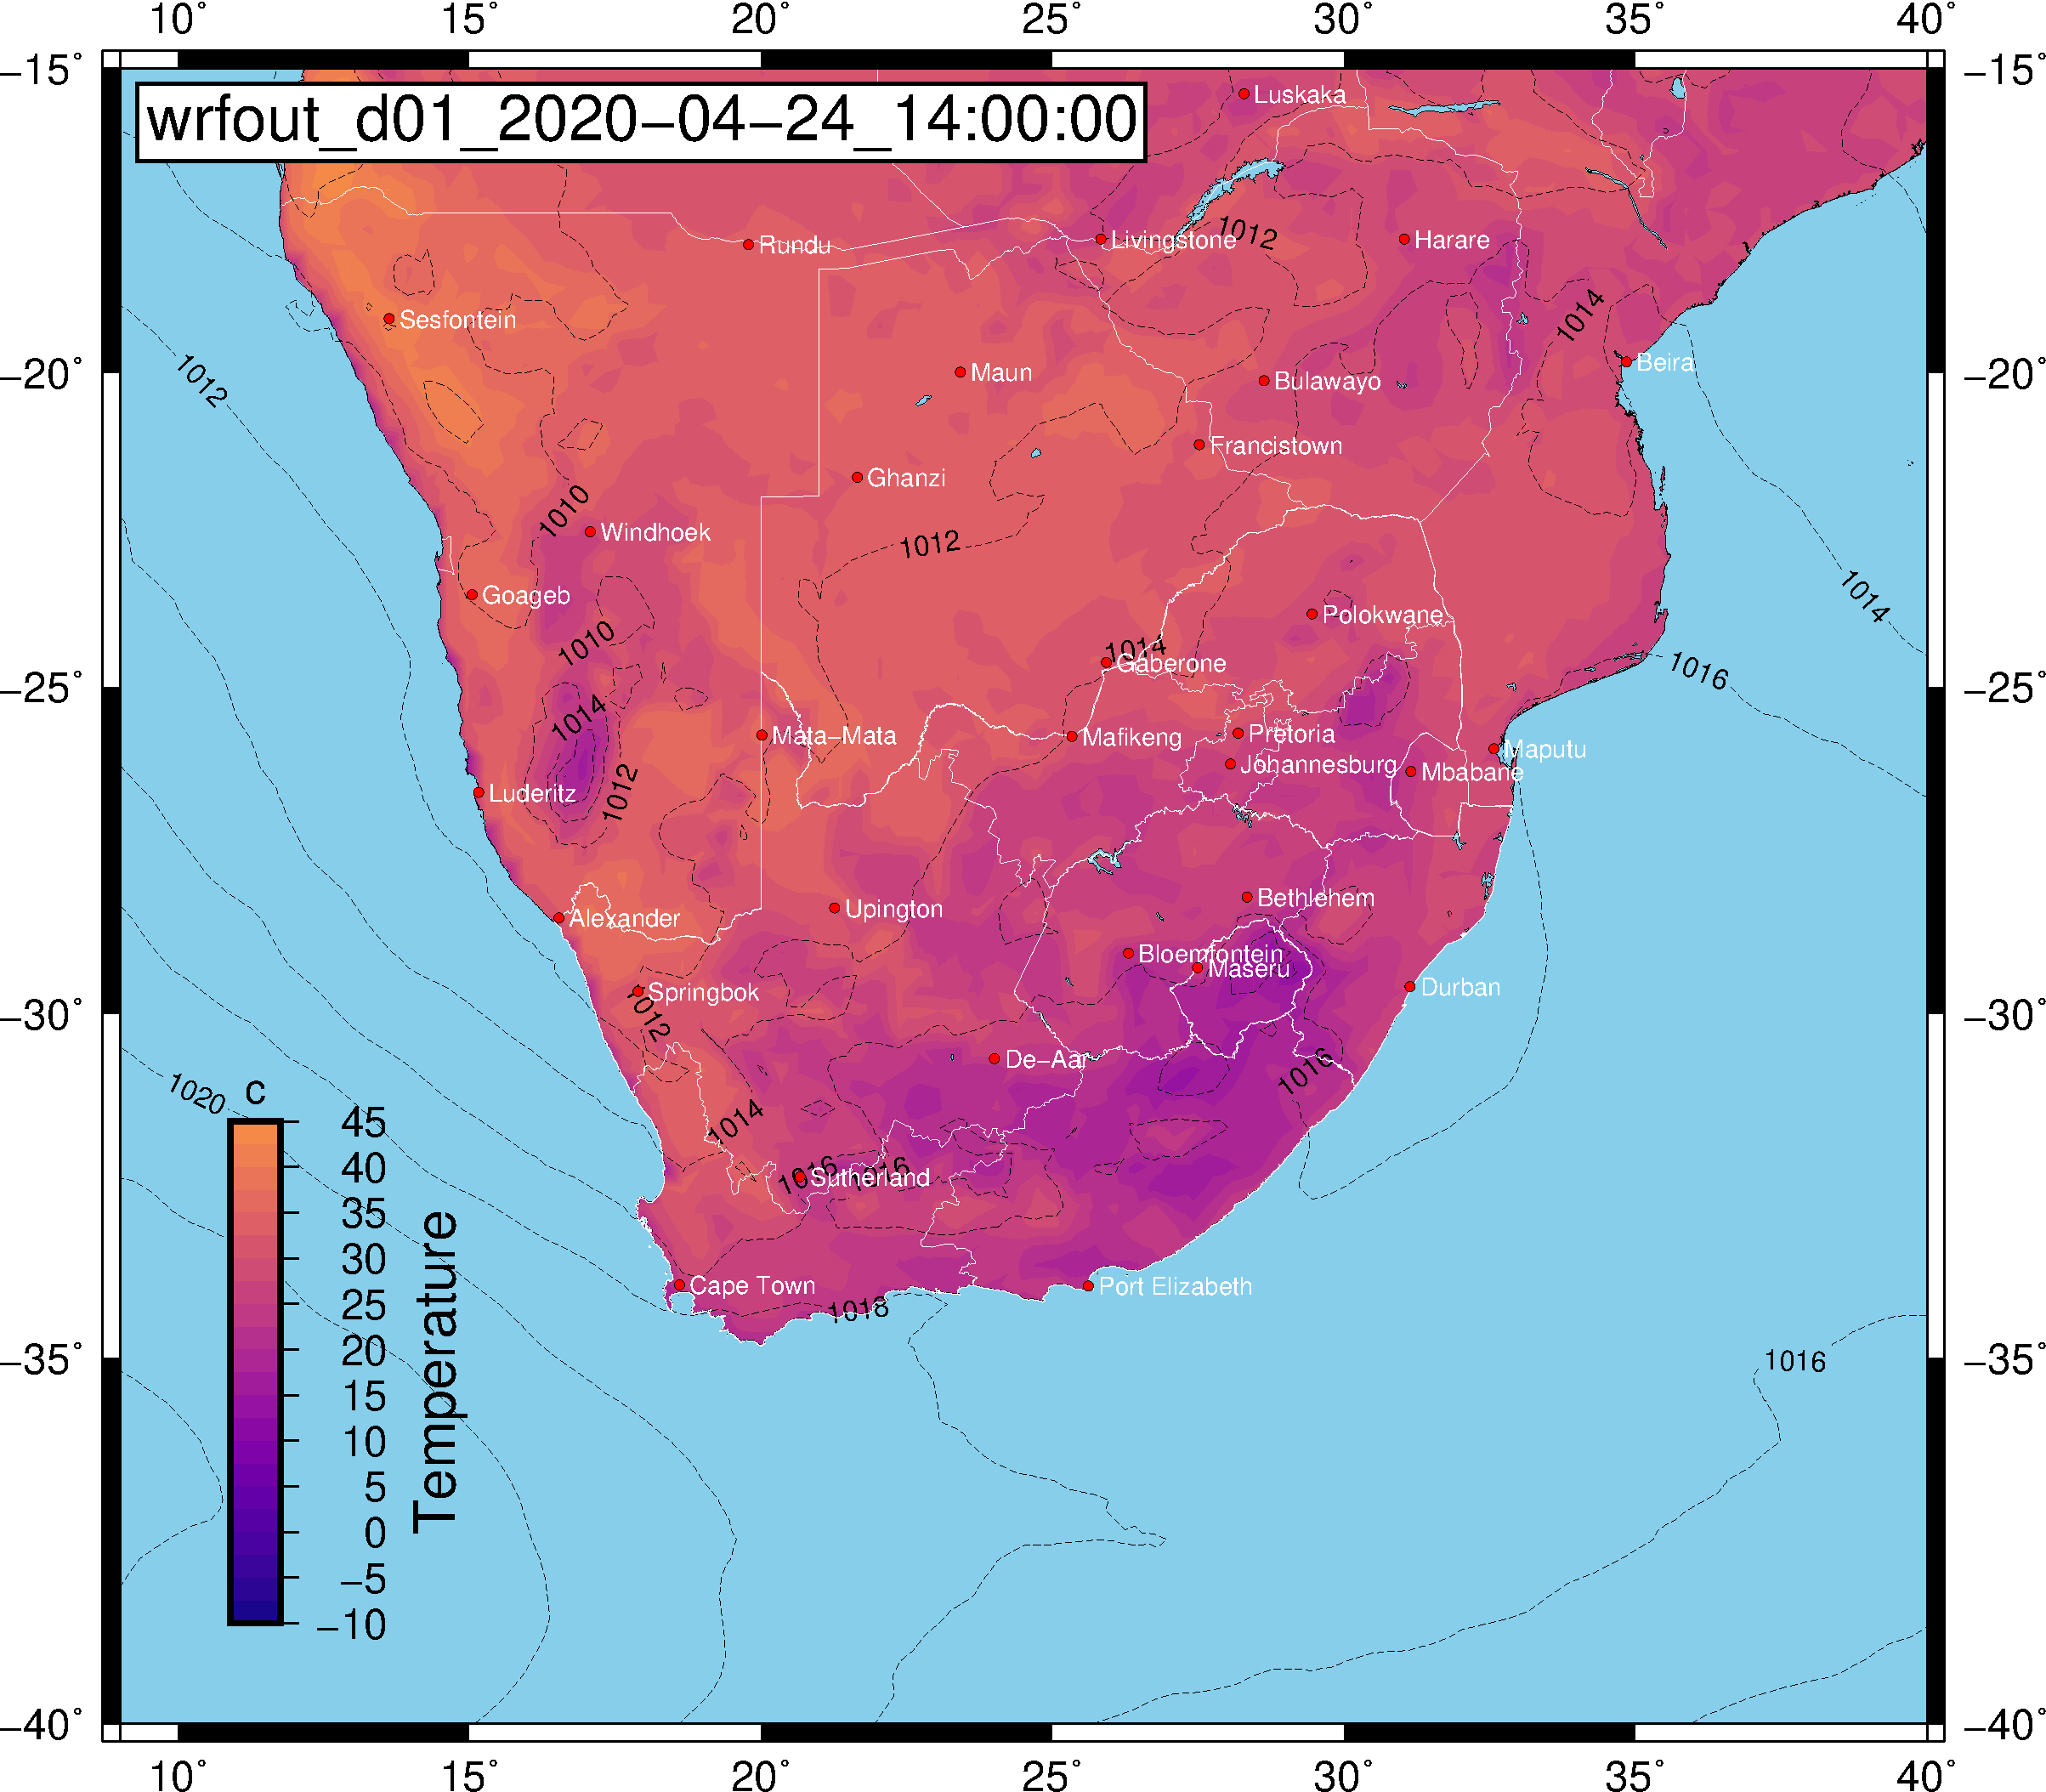 10° 15° 20° 25° 30° 35° 40°
−15° −15°
wrfout_d01_2020−04−24_14:00:00
Luskaka
Rundu
Livingstone
1012
Harare
Sesfontein
1014
1012
−20° −20°
Maun
Bulawayo
Beira
Francistown
Ghanzi
1010
Windhoek
1012
Goageb
1014
Polokwane
1010
1014
Gaberone
1016
−25° −25°
1014
Mata−Mata
Mafikeng
Pretoria
Maputu
Johannesburg
Mbabane
Luderitz
1012
Bethlehem
Upington
Alexander
Bloemfontein
Maseru
Springbok
Durban
1012
−30° −30°
De−Aar
1016
1020
1014
1016
1016
Sutherland
Cape Town
Port Elizabeth
1018
−35° −35°
1016
c
45
40
35
30
25
20
15
10
5
0
−5
−10
Temperature
−40° −40°
10° 15° 20° 25° 30° 35° 40°